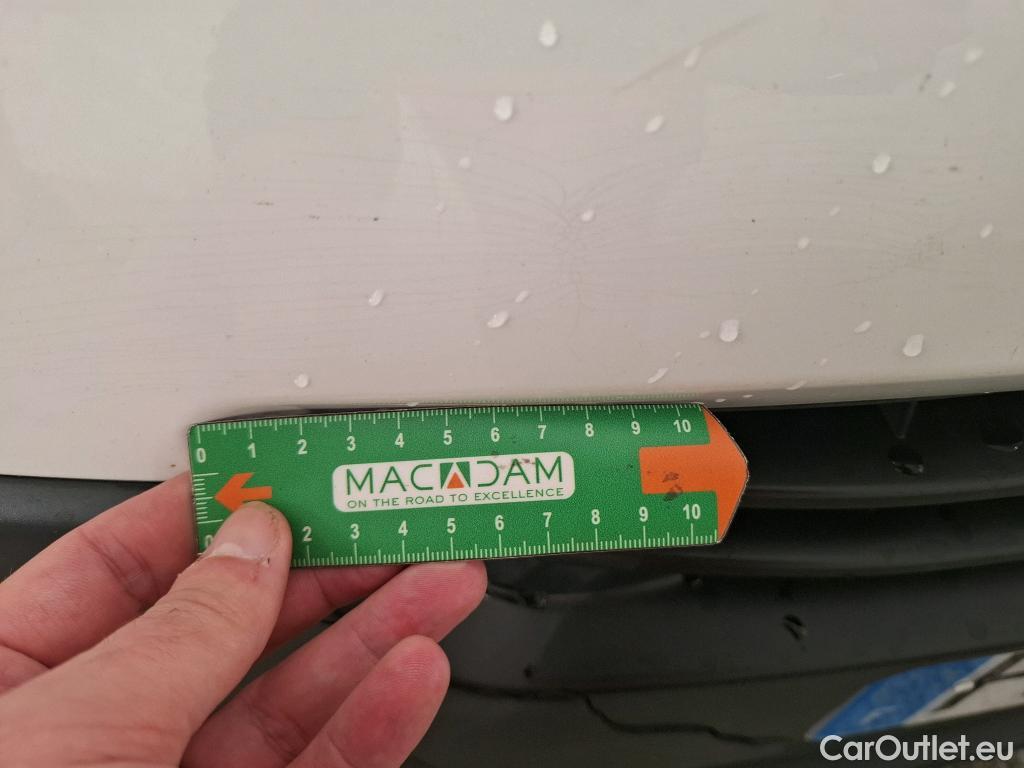 0 1 2 3 4 5 6 7 8 9 10
MACADAM
ON THE ROAD TO EXCELLENCE
0 2 3 4 5 6 7 8 9 10
CarOutlet.eu